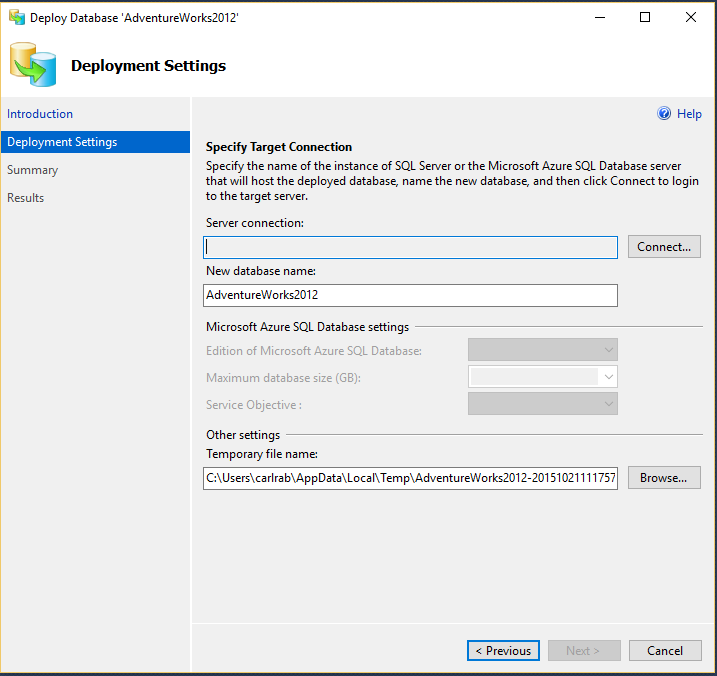 Deploy Database 'AdventureWorks2012'
Deployment Settings
Introduction
Deployment Settings
Summary
Results
Help
Specify Target Connection
Specify the name of the instance of SQL Server or the Microsoft Azure SQL Database server
that will host the deployed database, name the new database, and then click Connect to login
to the target server.
Server connection:
Connect...
New database name:
AdventureWorks2012
Microsoft Azure SQL Database settings
Edition of Microsoft Azure SQL Database:
Maximum database size (GB):
Service Objective :
Other settings
Temporary file name:
C:\Users\carlrab\AppData\Local\Temp\AdventureWorks2012-20151021111757
Browse...
< Previous
Next >
Cancel